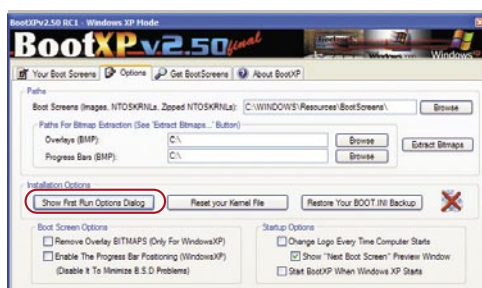 BootXPv2.50 RC1 - Windows XP Mode
BootXPv2.50final
Windows
Your Boot Screens Options Get BootScreens About BootXP
Paths
Boot Screens (Images, NTOSKRNLs, Zipped NTOSKRNLs): C:\WINDOWS\Resources\BootScreens\ Browse
Paths For Bitmap Extraction (See 'Extract Bitmaps...' Button)
Overlays (BMP): C:\ Browse
Extract Bitmaps
Progress Bars (BMP): C:\ Browse
Installation Options
Show First Run Options Dialog Reset your Kernel File Restore Your BOOT.INI Backup
Boot Screen Options Startup Options
Remove Overlay BITMAPS (Only For WindowsXP) Change Logo Every Time Computer Starts
Enable The Progress Bar Positioning (WindowsXP) Show "Next Boot Screen" Preview Window
(Disable It To Minimize B.S.D Problems) Start BootXP When Windows XP Starts